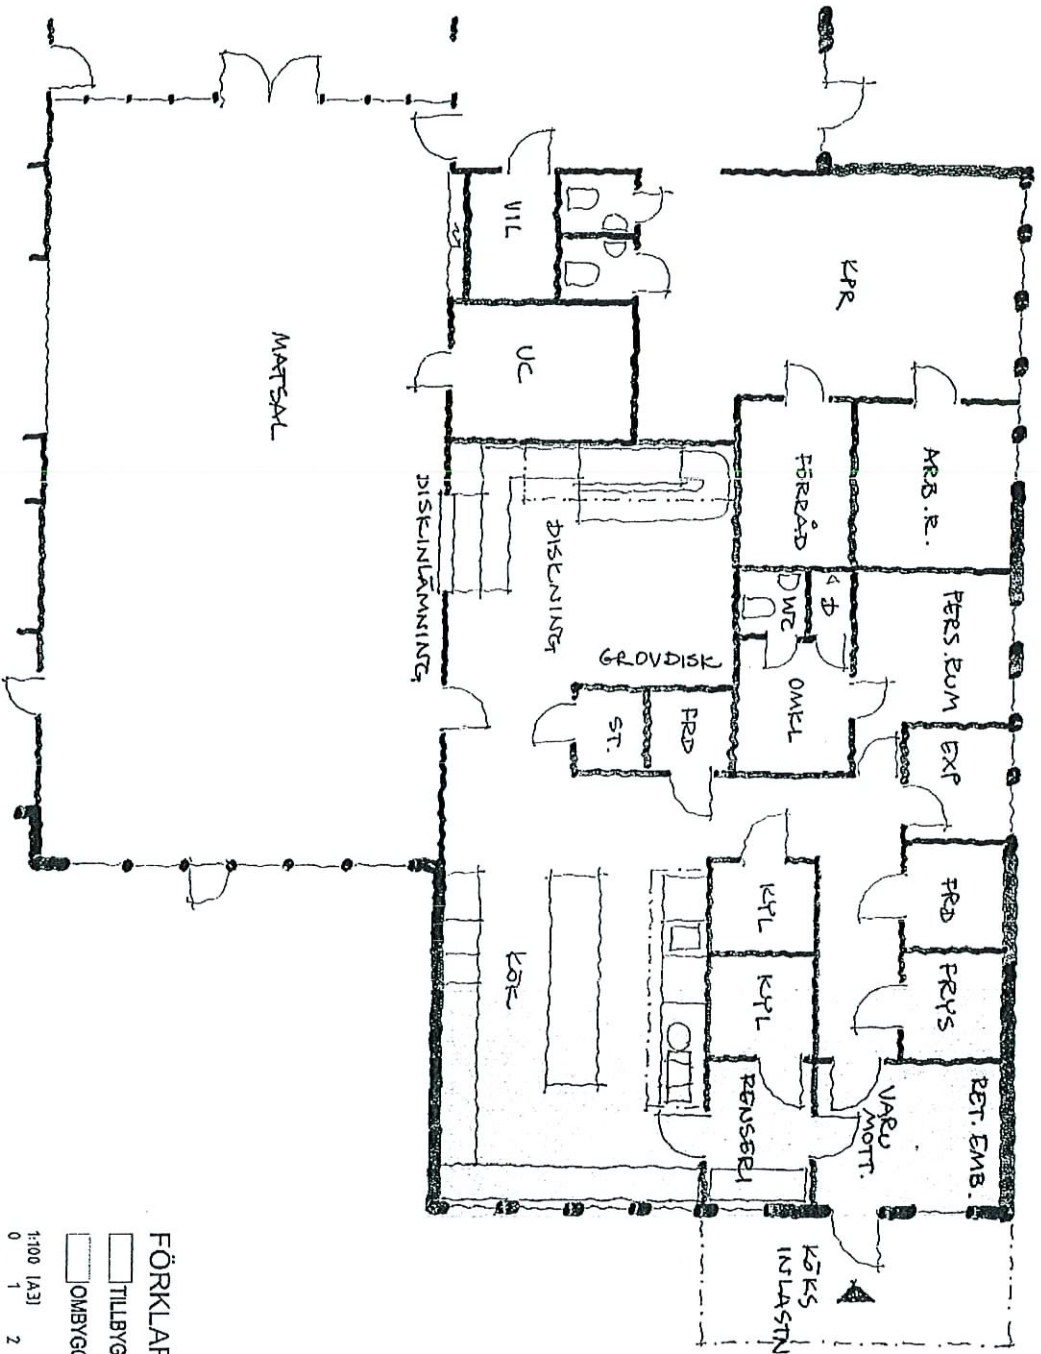 KPR
ARB.R.
PERS.RUM
EXP
FRD
FRYS
RET. EMB.
VARU
MOTT.
KÖKS
INLASTN
FÖRRÅD
D
WC
OMKL
KYL
KYL
RENSERI
VIL
UC
DISKNING
GROVDISK
ST.
FRD
KÖK
DISKINLÄMNING
MATSAL
FÖRKLAR
TILLBYG
OMBYGG
1:100 (A3)
0 1 2